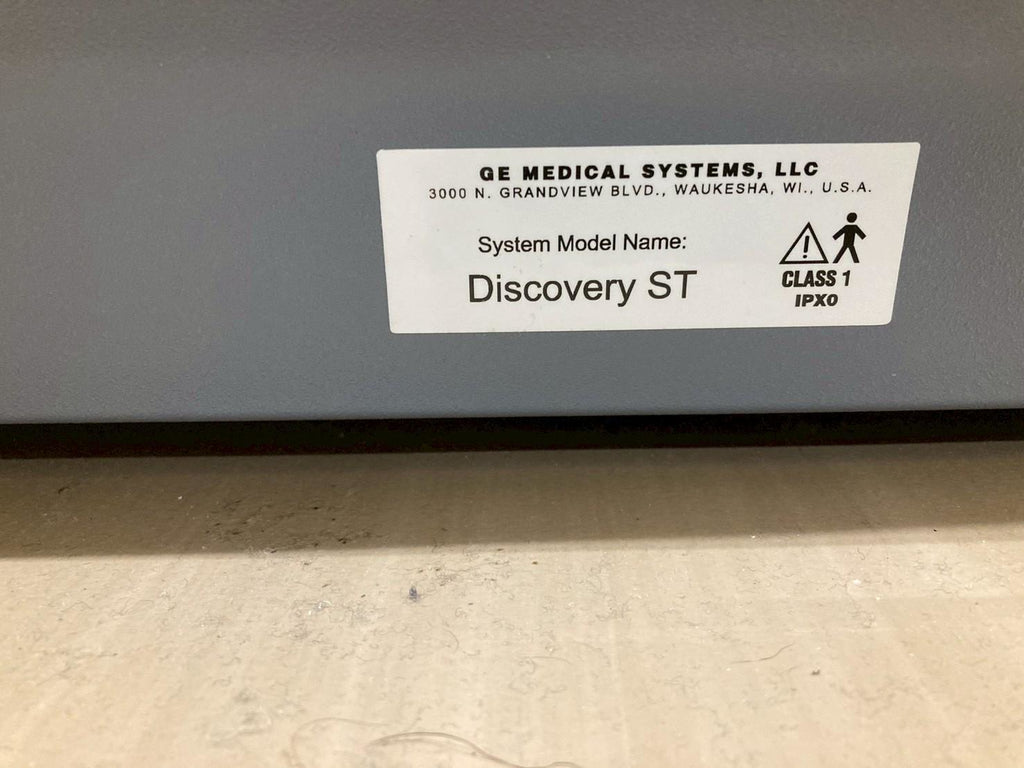 GE MEDICAL SYSTEMS, LLC
3000 N. GRANDVIEW BLVD., WAUKESHA, WI., U.S.A.
System Model Name:
Discovery ST
CLASS 1
IPX0